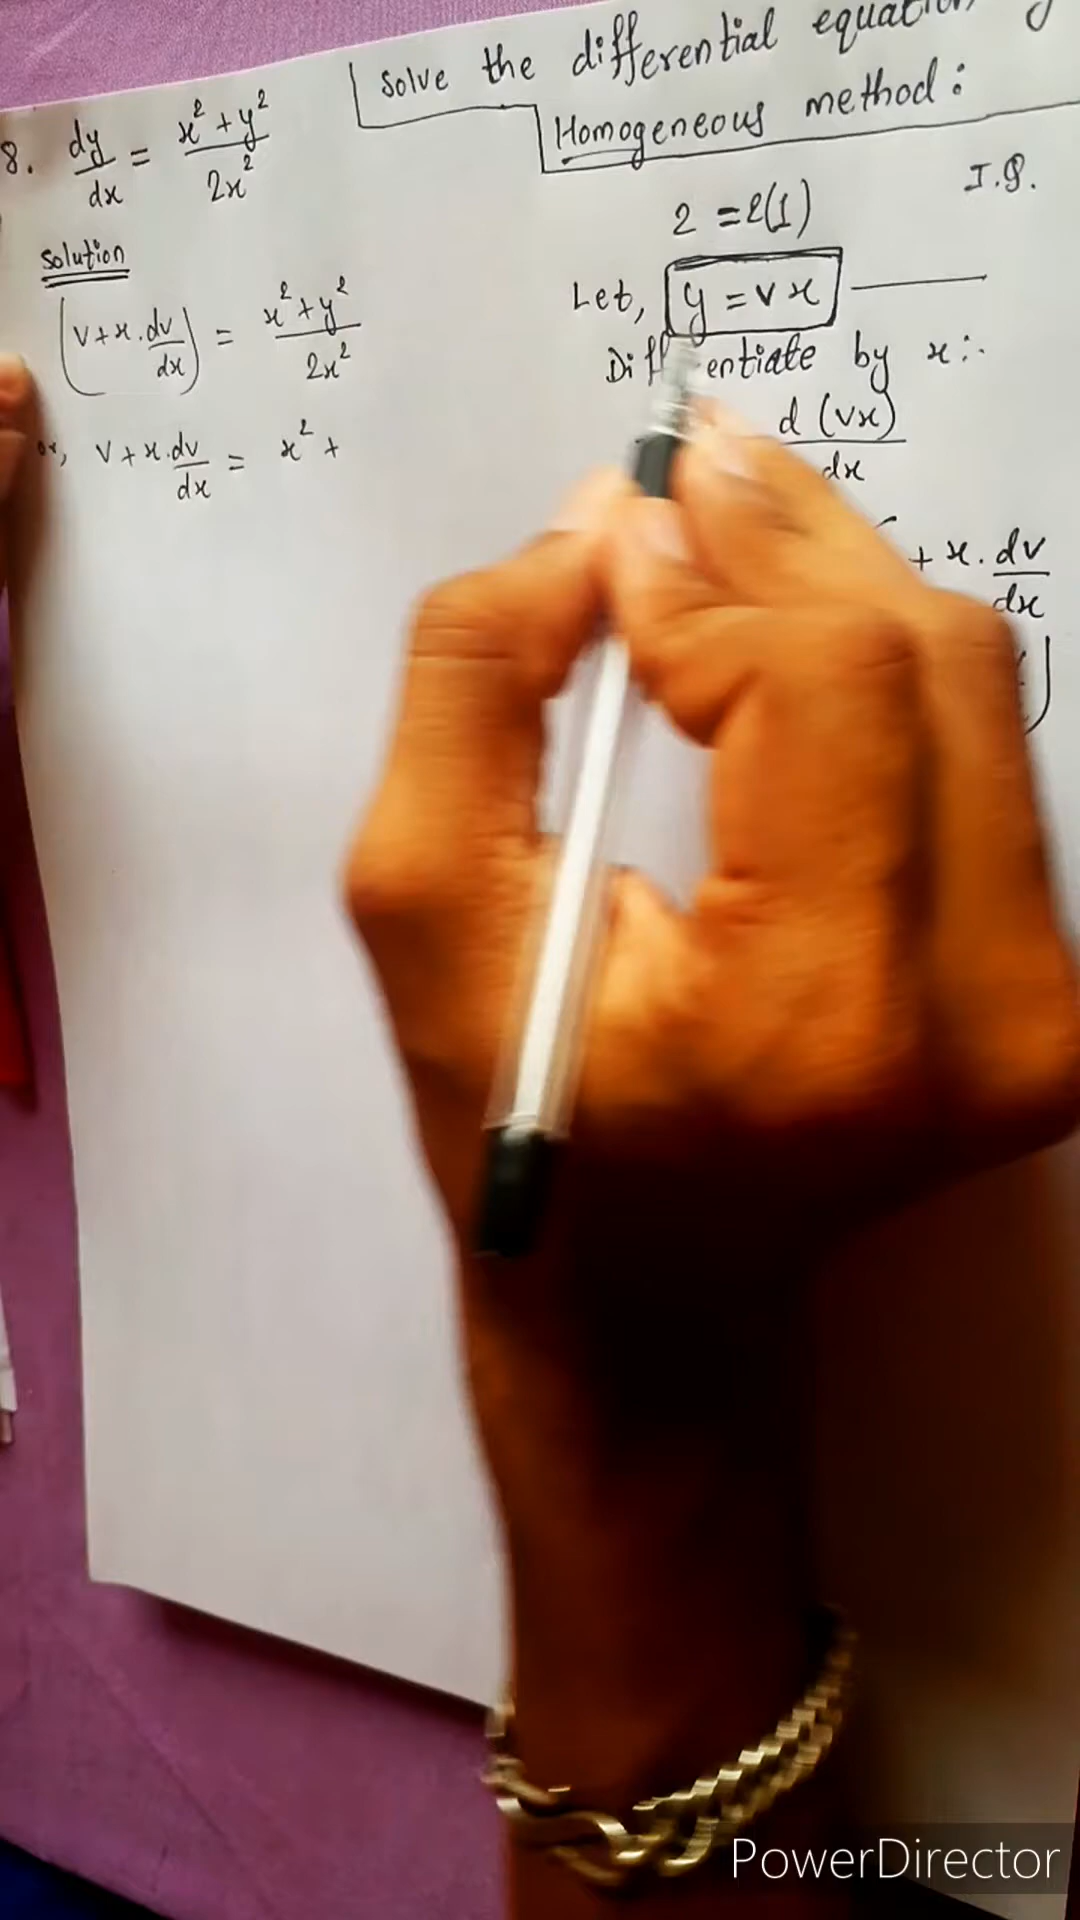 Solve the differential equation
Homogeneous method:
8. dy/dx = x²+y²/2x²
I.Q.
2 = 2(1)
Solution
Let, y = vx
(v+x.dv/dx) = x²+y²/2x²
Differentiate by x:.
d(vx)/dx
or, v+x.dv/dx = x² +
+ x.dv/dx
PowerDirector